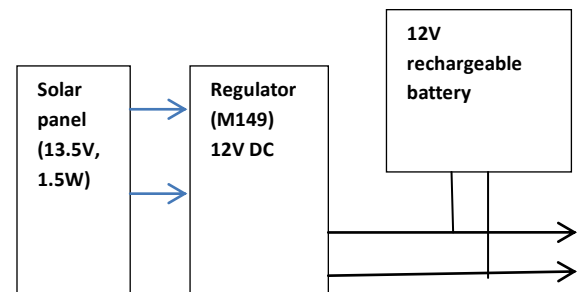 Solar
panel
(13.5V,
1.5W)
Regulator
(M149)
12V DC
12V
rechargeable
battery